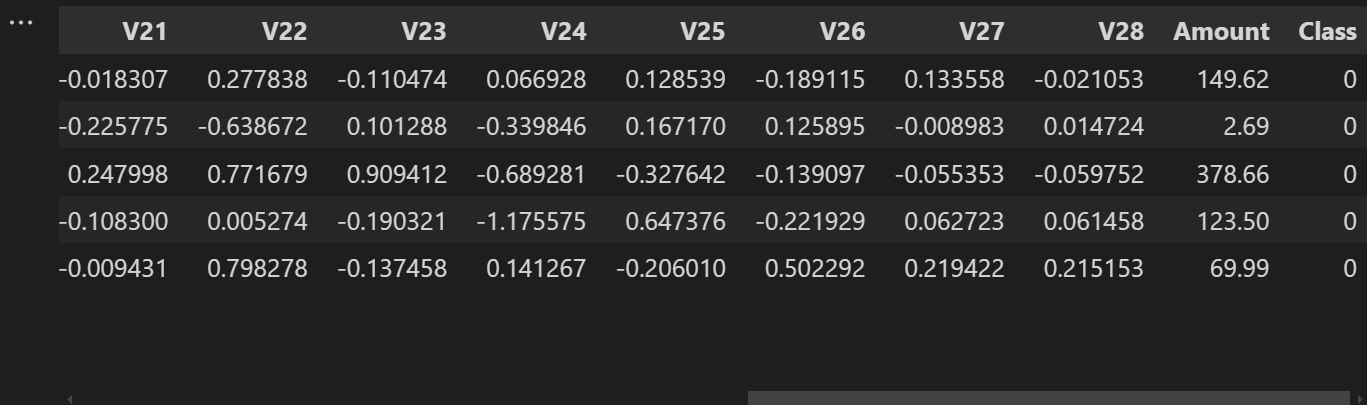 ...
V21 V22 V23 V24 V25 V26 V27 V28 Amount Class
-0.018307 0.277838 -0.110474 0.066928 0.128539 -0.189115 0.133558 -0.021053 149.62 0
-0.225775 -0.638672 0.101288 -0.339846 0.167170 0.125895 -0.008983 0.014724 2.69 0
0.247998 0.771679 0.909412 -0.689281 -0.327642 -0.139097 -0.055353 -0.059752 378.66 0
-0.108300 0.005274 -0.190321 -1.175575 0.647376 -0.221929 0.062723 0.061458 123.50 0
-0.009431 0.798278 -0.137458 0.141267 -0.206010 0.502292 0.219422 0.215153 69.99 0